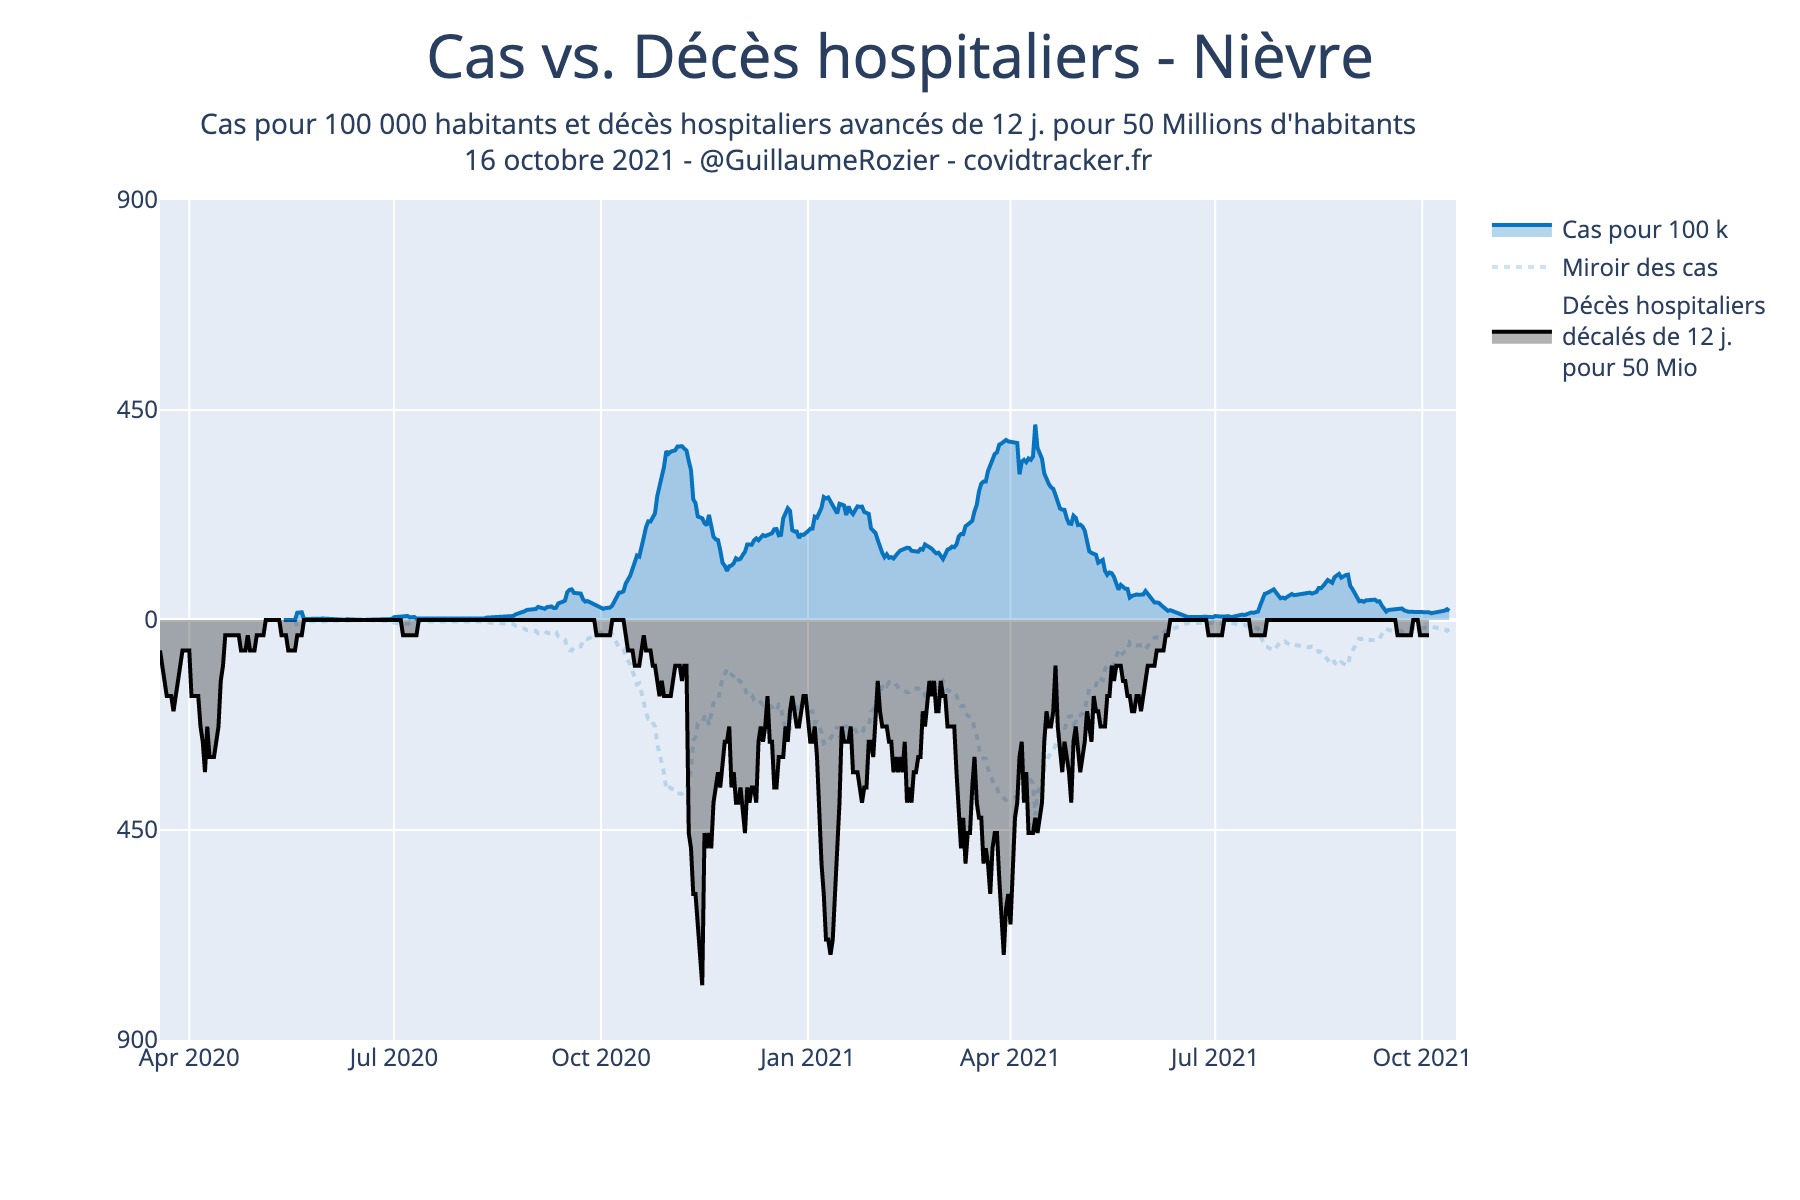 Cas vs. Décès hospitaliers - Nièvre
Cas pour 100 000 habitants et décès hospitaliers avancés de 12 j. pour 50 Millions d'habitants
16 octobre 2021 - @GuillaumeRozier - covidtracker.fr
900
450
0
450
900
Apr 2020
Jul 2020
Oct 2020
Jan 2021
Apr 2021
Jul 2021
Oct 2021
Cas pour 100 k
Miroir des cas
Décès hospitaliers
décalés de 12 j.
pour 50 Mio